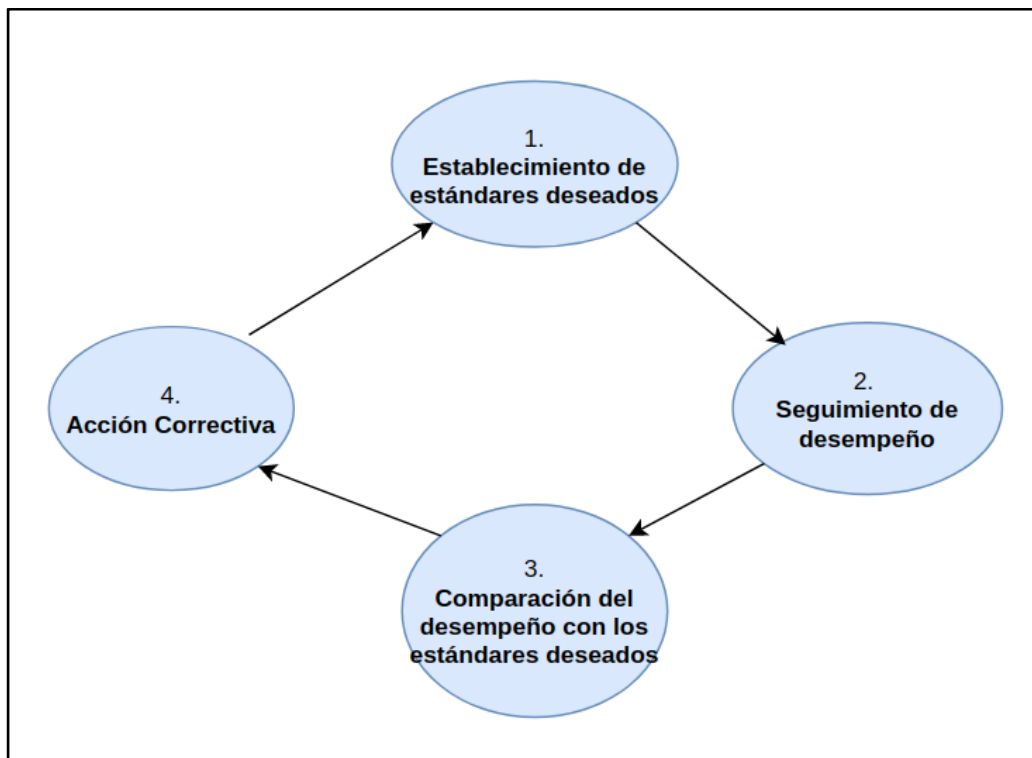 1.
Establecimiento de
estándares deseados
2.
Seguimiento de
desempeño
3.
Comparación del
desempeño con los
estándares deseados
4.
Acción Correctiva